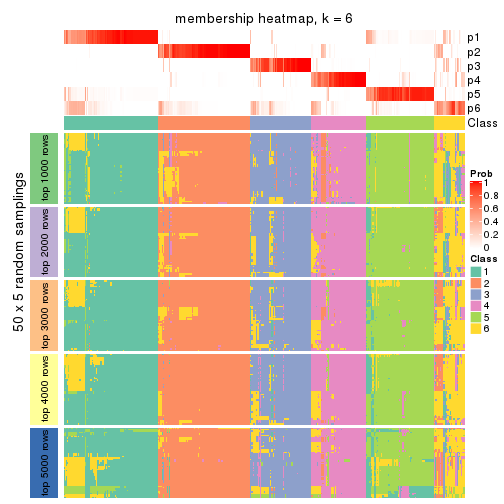 membership heatmap, k = 6
p1
p2
p3
p4
p5
p6
Class
50 x 5 random samplings
top 1000 rows
top 2000 rows
top 3000 rows
top 4000 rows
top 5000 rows
Prob
1
0.8
0.6
0.4
0.2
0
Class
1
2
3
4
5
6